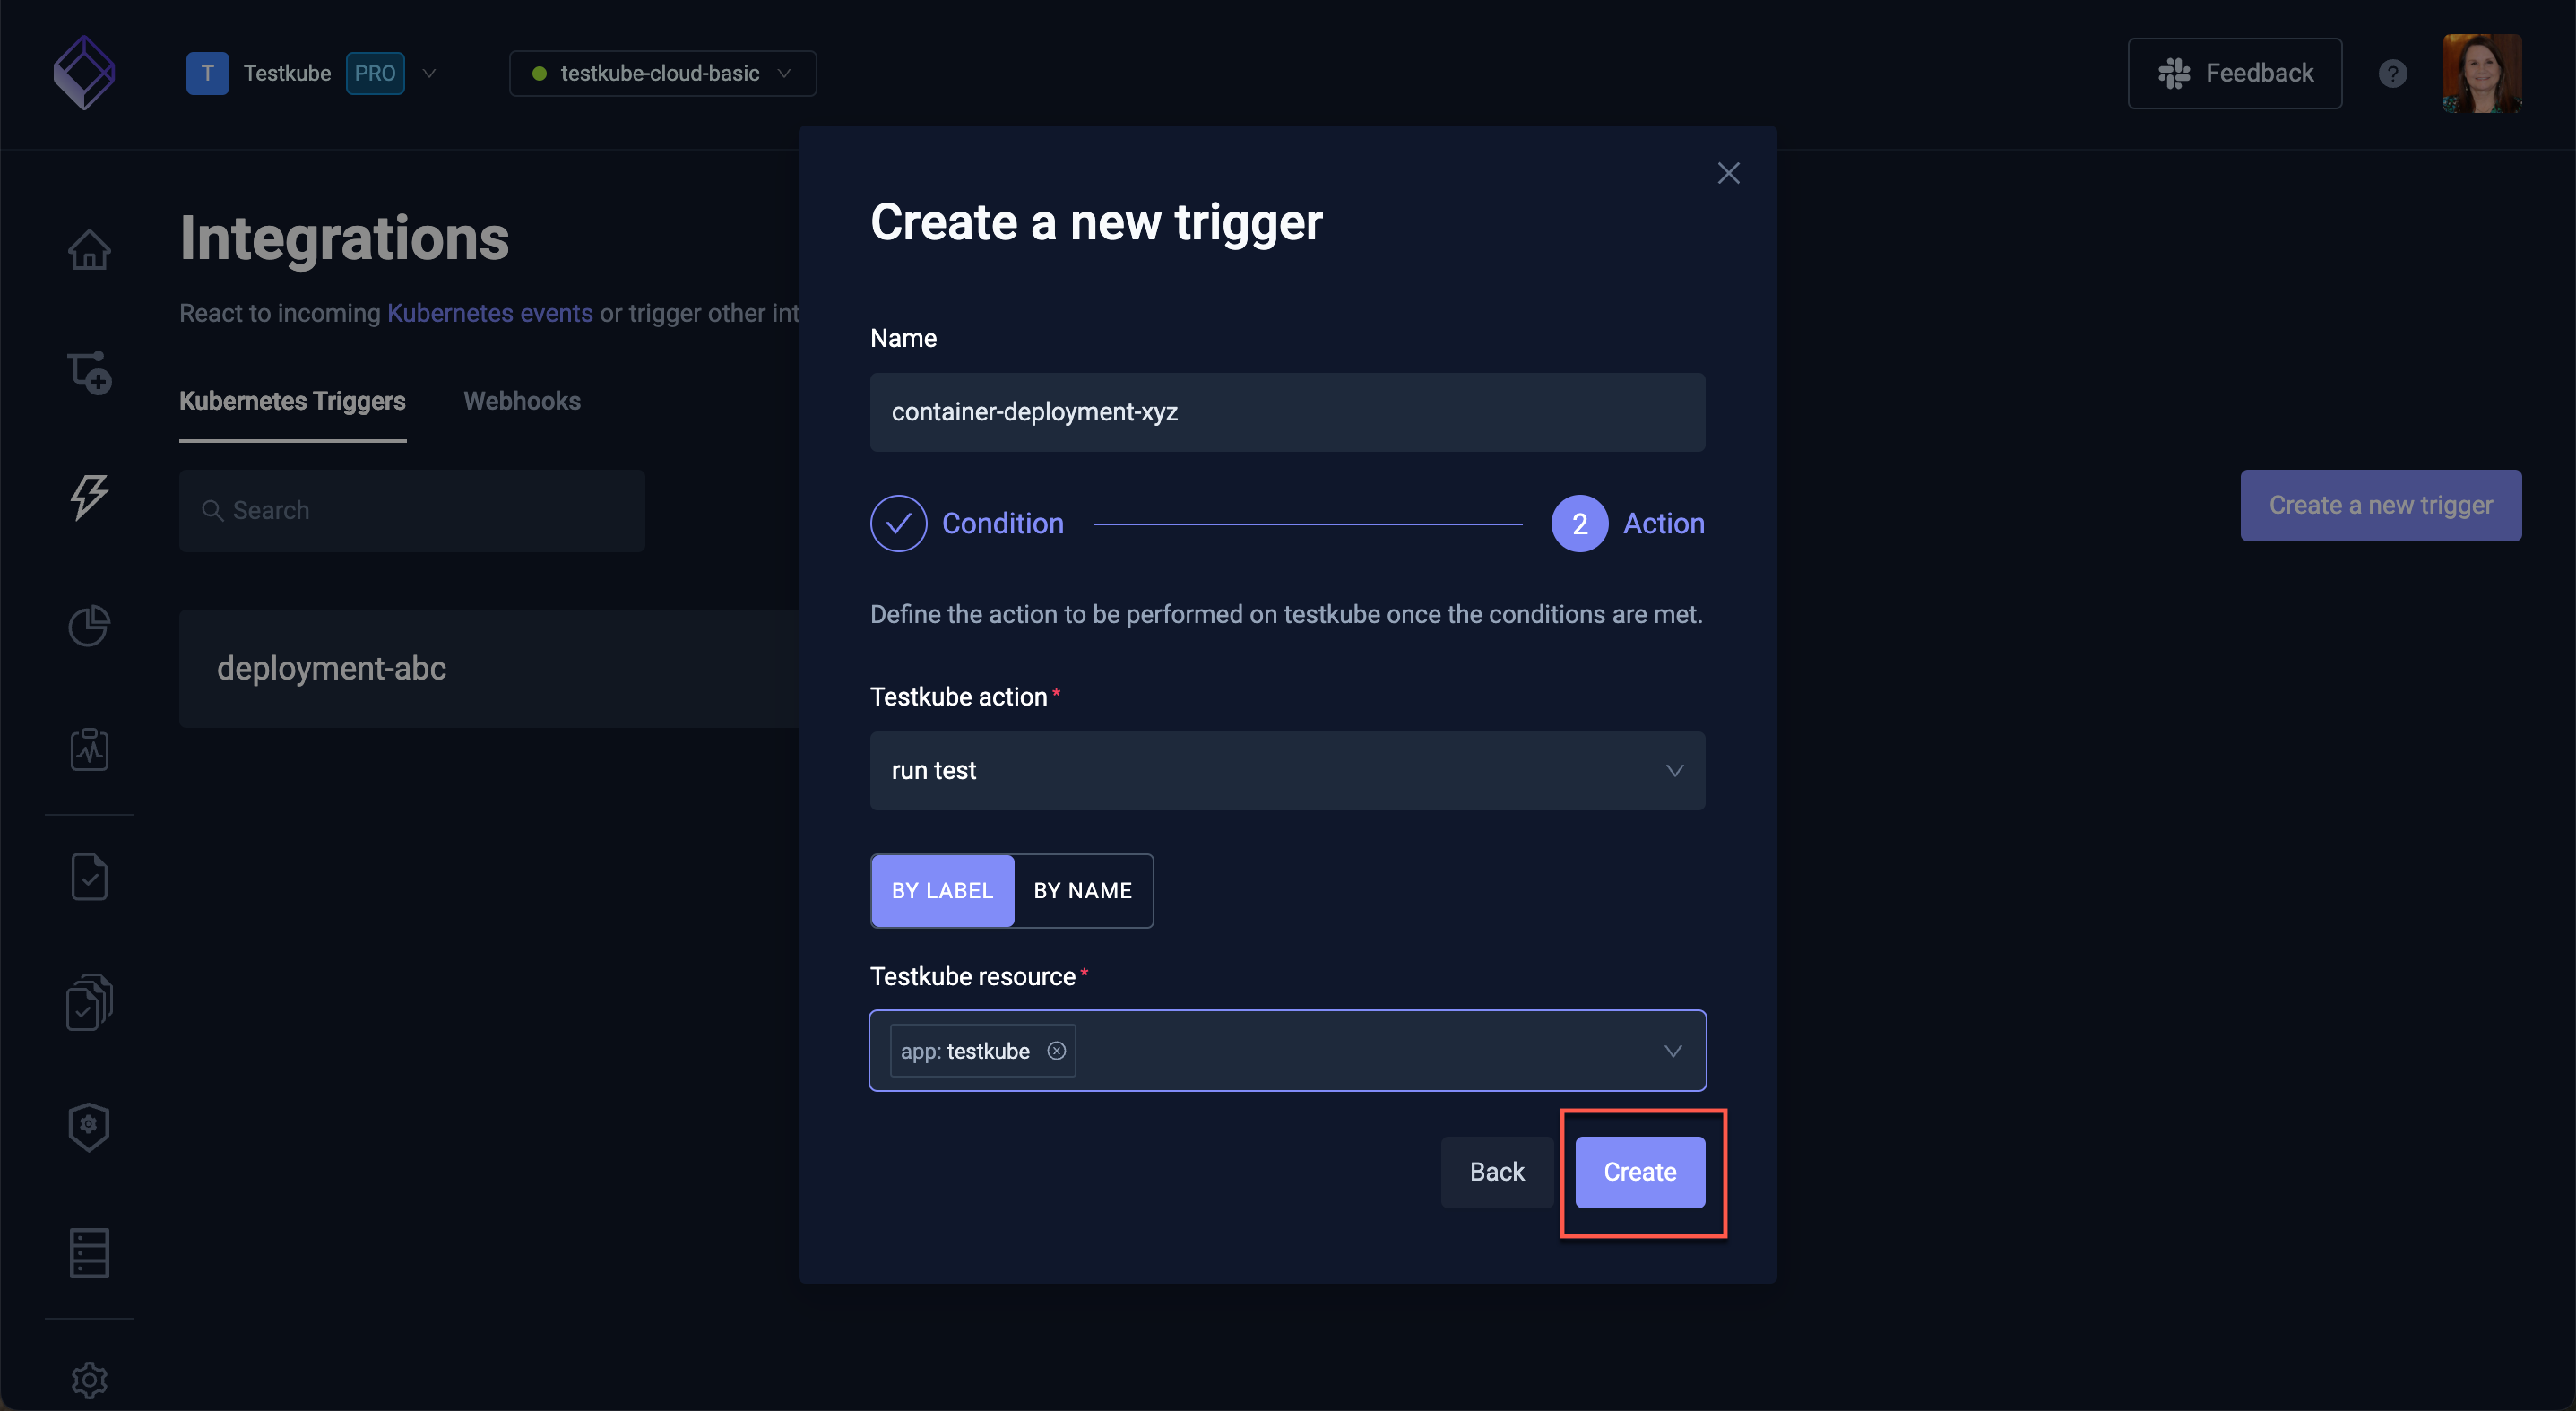 T Testkube PRO
testkube-cloud-basic
Feedback
?
Integrations
React to incoming Kubernetes events or trigger other int
Kubernetes Triggers Webhooks
Search
Create a new trigger
deployment-abc
Create a new trigger
Name
container-deployment-xyz
Condition 2 Action
Define the action to be performed on testkube once the conditions are met.
Testkube action*
run test
BY LABEL BY NAME
Testkube resource*
app: testkube
Back Create